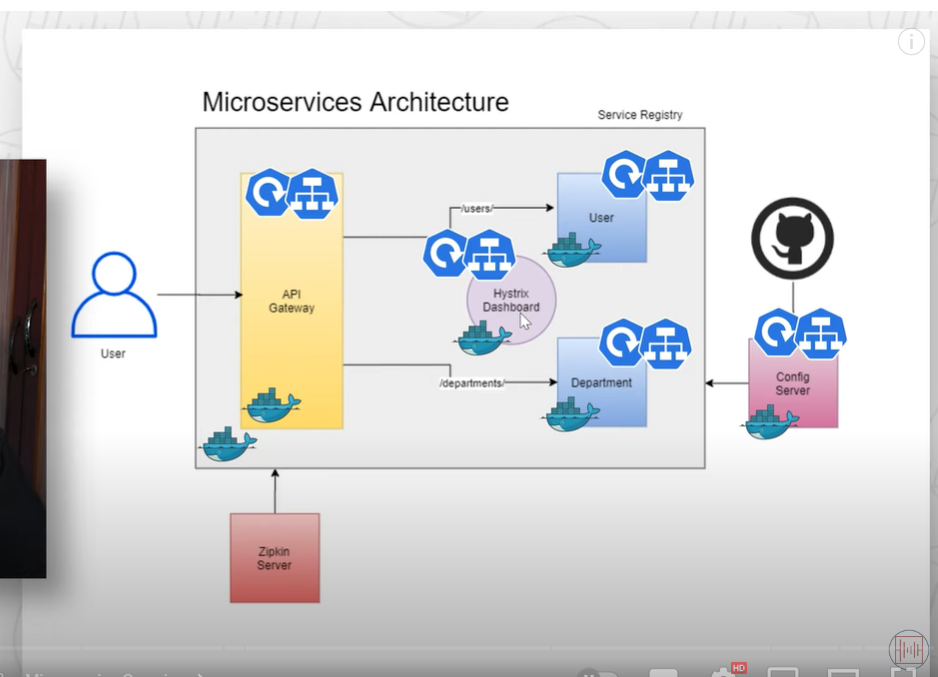 Microservices Architecture
Service Registry
/users/
User
API
Gateway
Hystrix
Dashboard
User
/departments/
Department
Config
Server
Zipkin
Server
HD